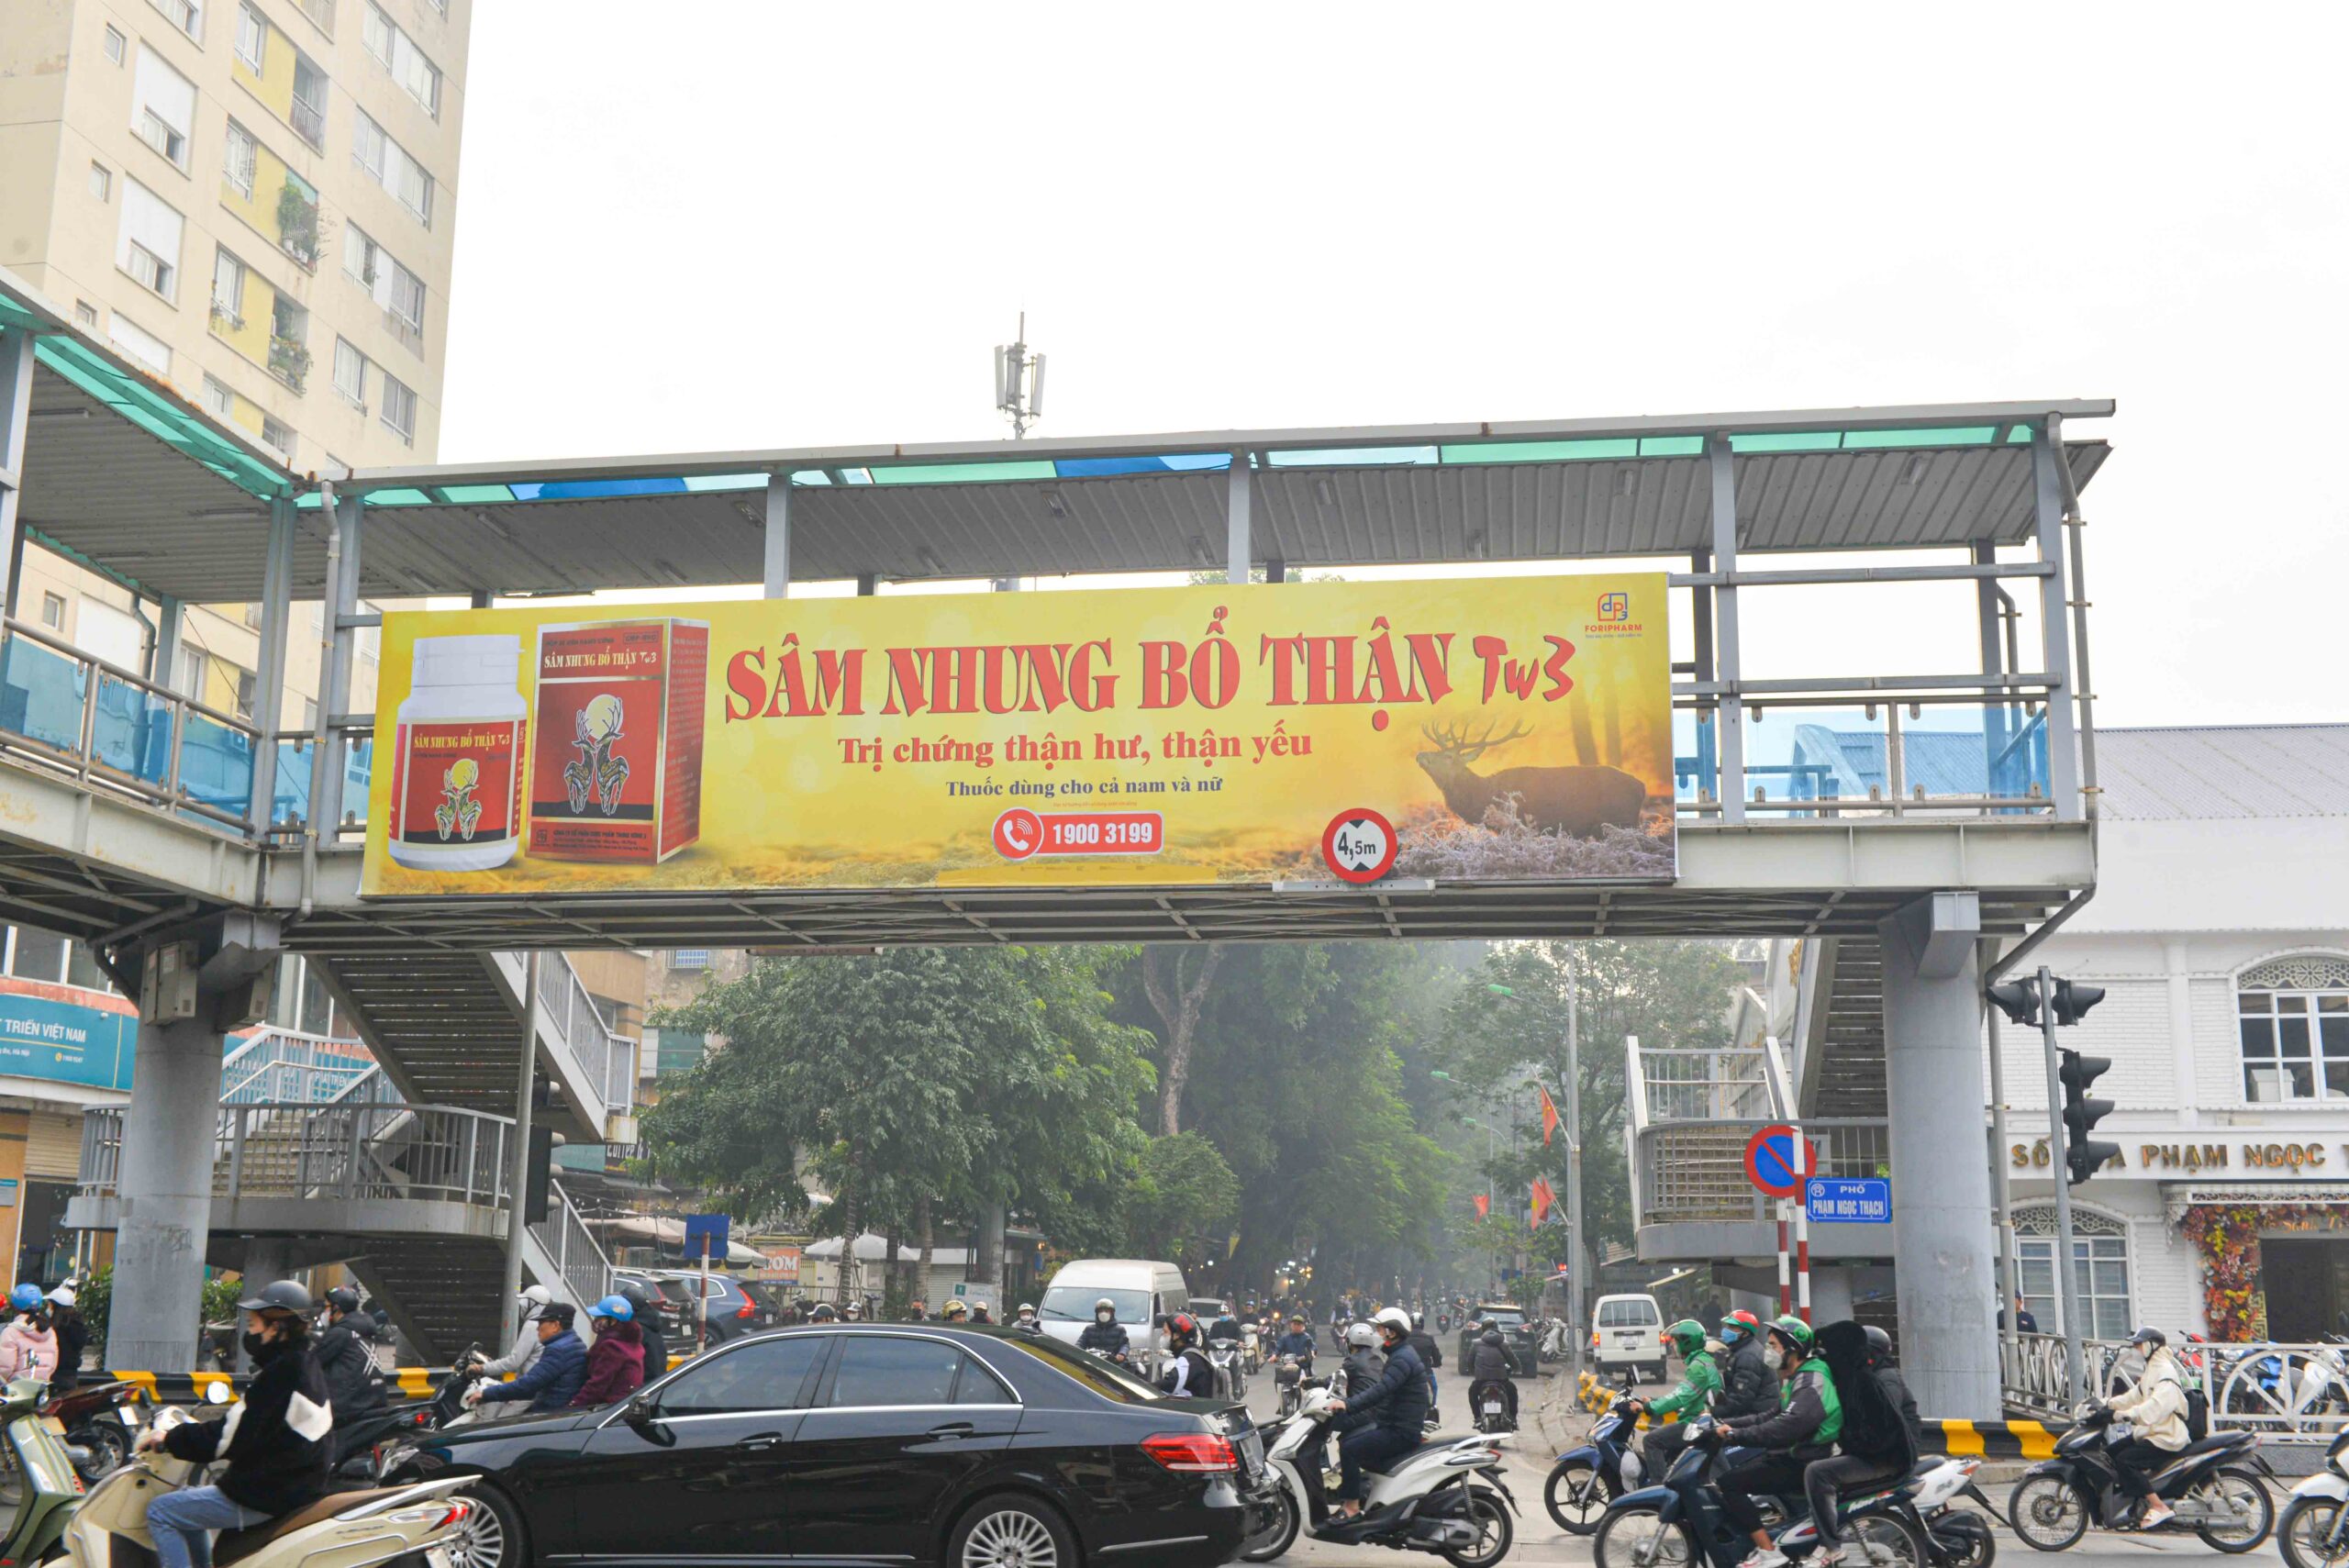 SÂM NHUNG BỔ THẬN TW3
Trị chứng thận hư, thận yếu
Thuốc dùng cho cả nam và nữ
1900 3199
4,5m
dp3
FORIPHARM
SÂM NHUNG BỔ THẬN TW3
SÂM NHUNG BỔ THẬN TW3
TRIỂN VIỆT NAM
PHỐ
PHẠM NGỌC THẠCH
PHẠM NGỌC
TÔM